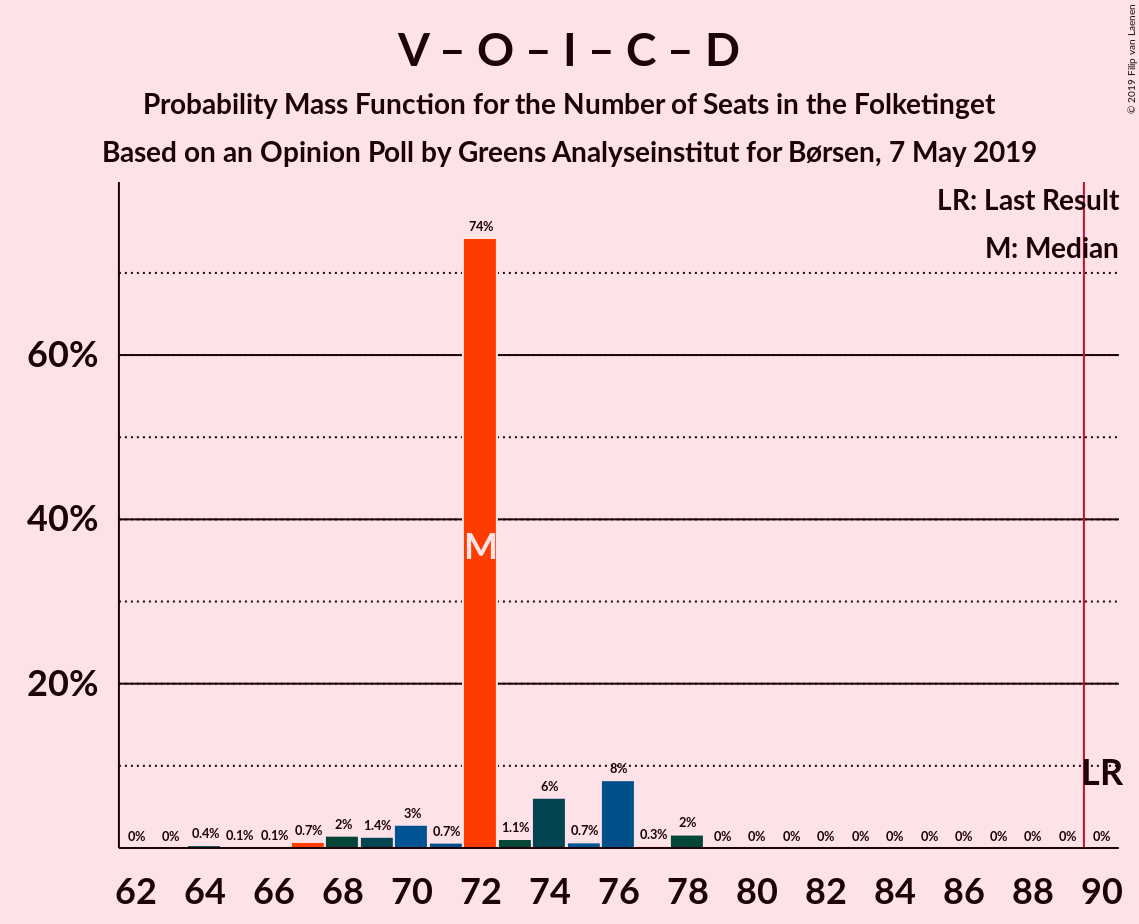 V – O – I – C – D
Probability Mass Function for the Number of Seats in the Folketinget
Based on an Opinion Poll by Greens Analyseinstitut for Børsen, 7 May 2019
© 2019 Filip van Laenen
LR: Last Result
M: Median
60%
40%
20%
0% 0% 0.4% 0.1% 0.1% 0.7% 2% 1.4% 3% 0.7% 74% 1.1% 6% 0.7% 8% 0.3% 2% 0% 0% 0% 0% 0% 0% 0% 0% 0% 0% 0% 0%
M
LR
62 64 66 68 70 72 74 76 78 80 82 84 86 88 90